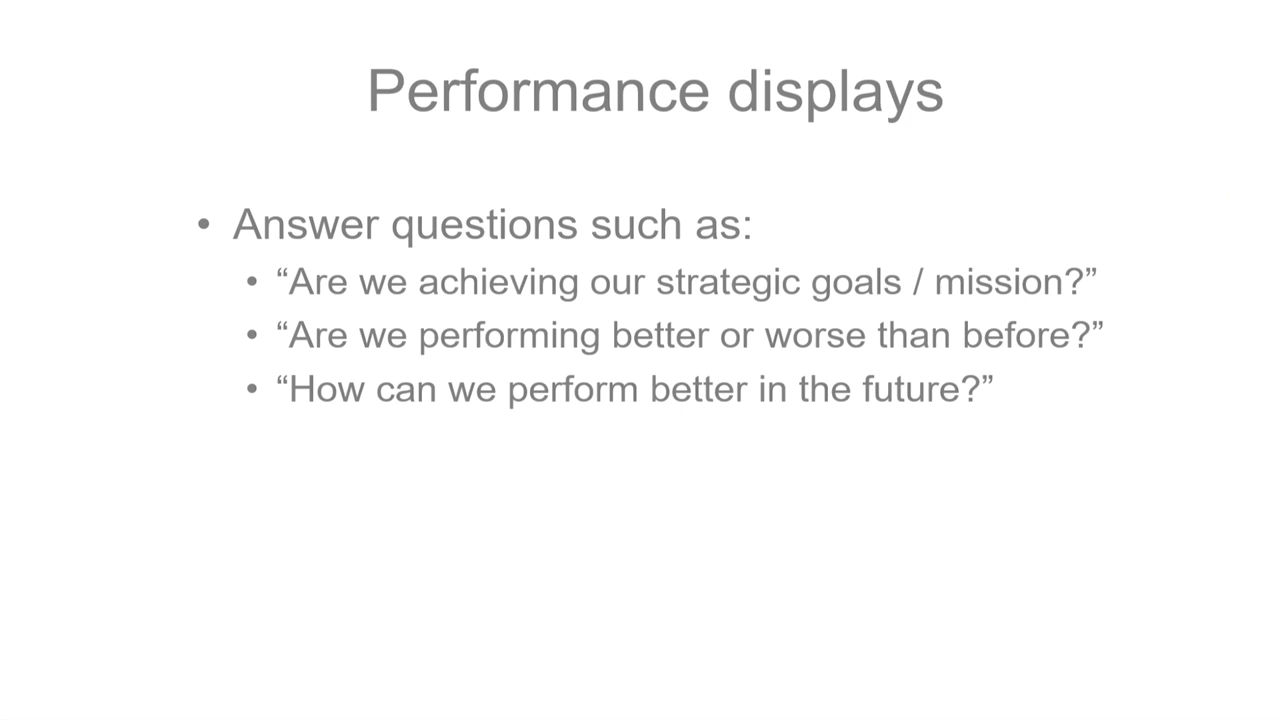 Performance displays
• Answer questions such as:
• “Are we achieving our strategic goals / mission?”
• “Are we performing better or worse than before?”
• “How can we perform better in the future?”